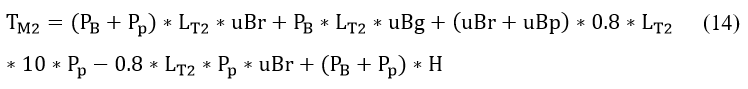 T_M2 = (P_B + P_p) * L_T2 * uBr + P_B * L_T2 * uBg + (uBr + uBp) * 0.8 * L_T2 (14)
* 10 * P_p − 0.8 * L_T2 * P_p * uBr + (P_B + P_p) * H